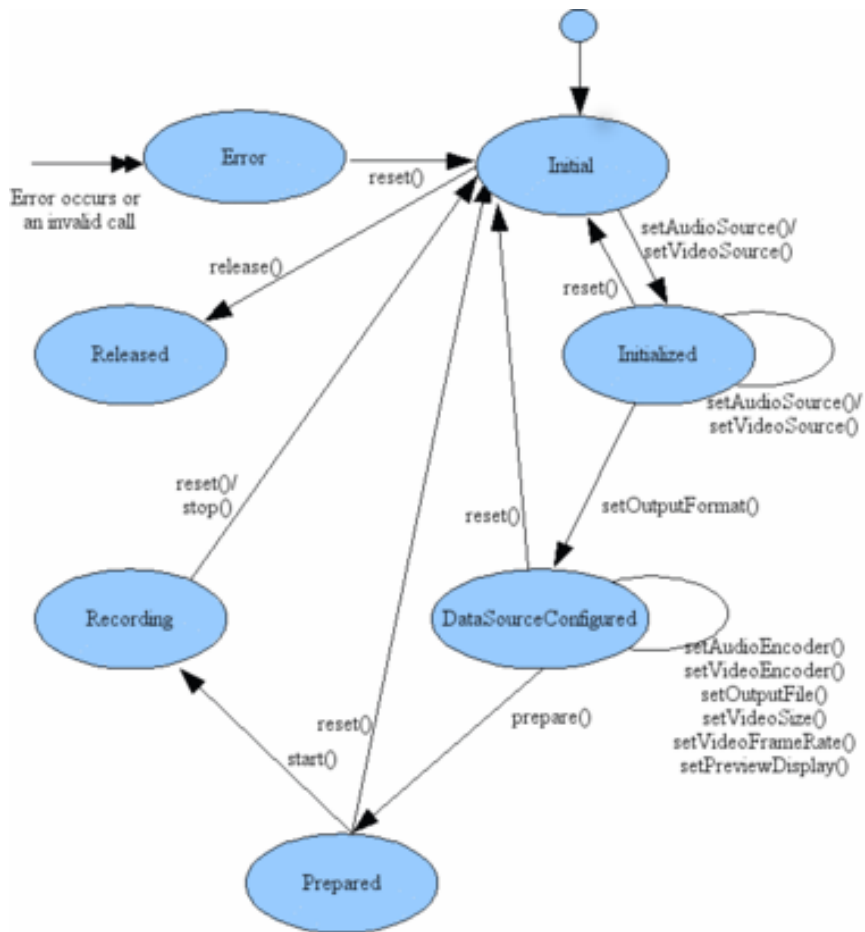 Error
Initial
reset()
Error occurs or
an invalid call
setAudioSource()/
setVideoSource()
release()
reset()
Released
Initialized
setAudioSource()/
setVideoSource()
reset()/
stop()
reset()
setOutputFormat()
Recording
DataSourceConfigured
setAudioEncoder()
setVideoEncoder()
setOutputFile()
setVideoSize()
setVideoFrameRate()
setPreviewDisplay()
reset()
prepare()
start()
Prepared